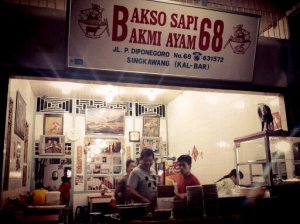 BAKSO SAPI
BAKMI AYAM 68
JL. P. DIPONEGORO No. 68 ☎ 631572
SINGKAWANG (KAL-BAR)